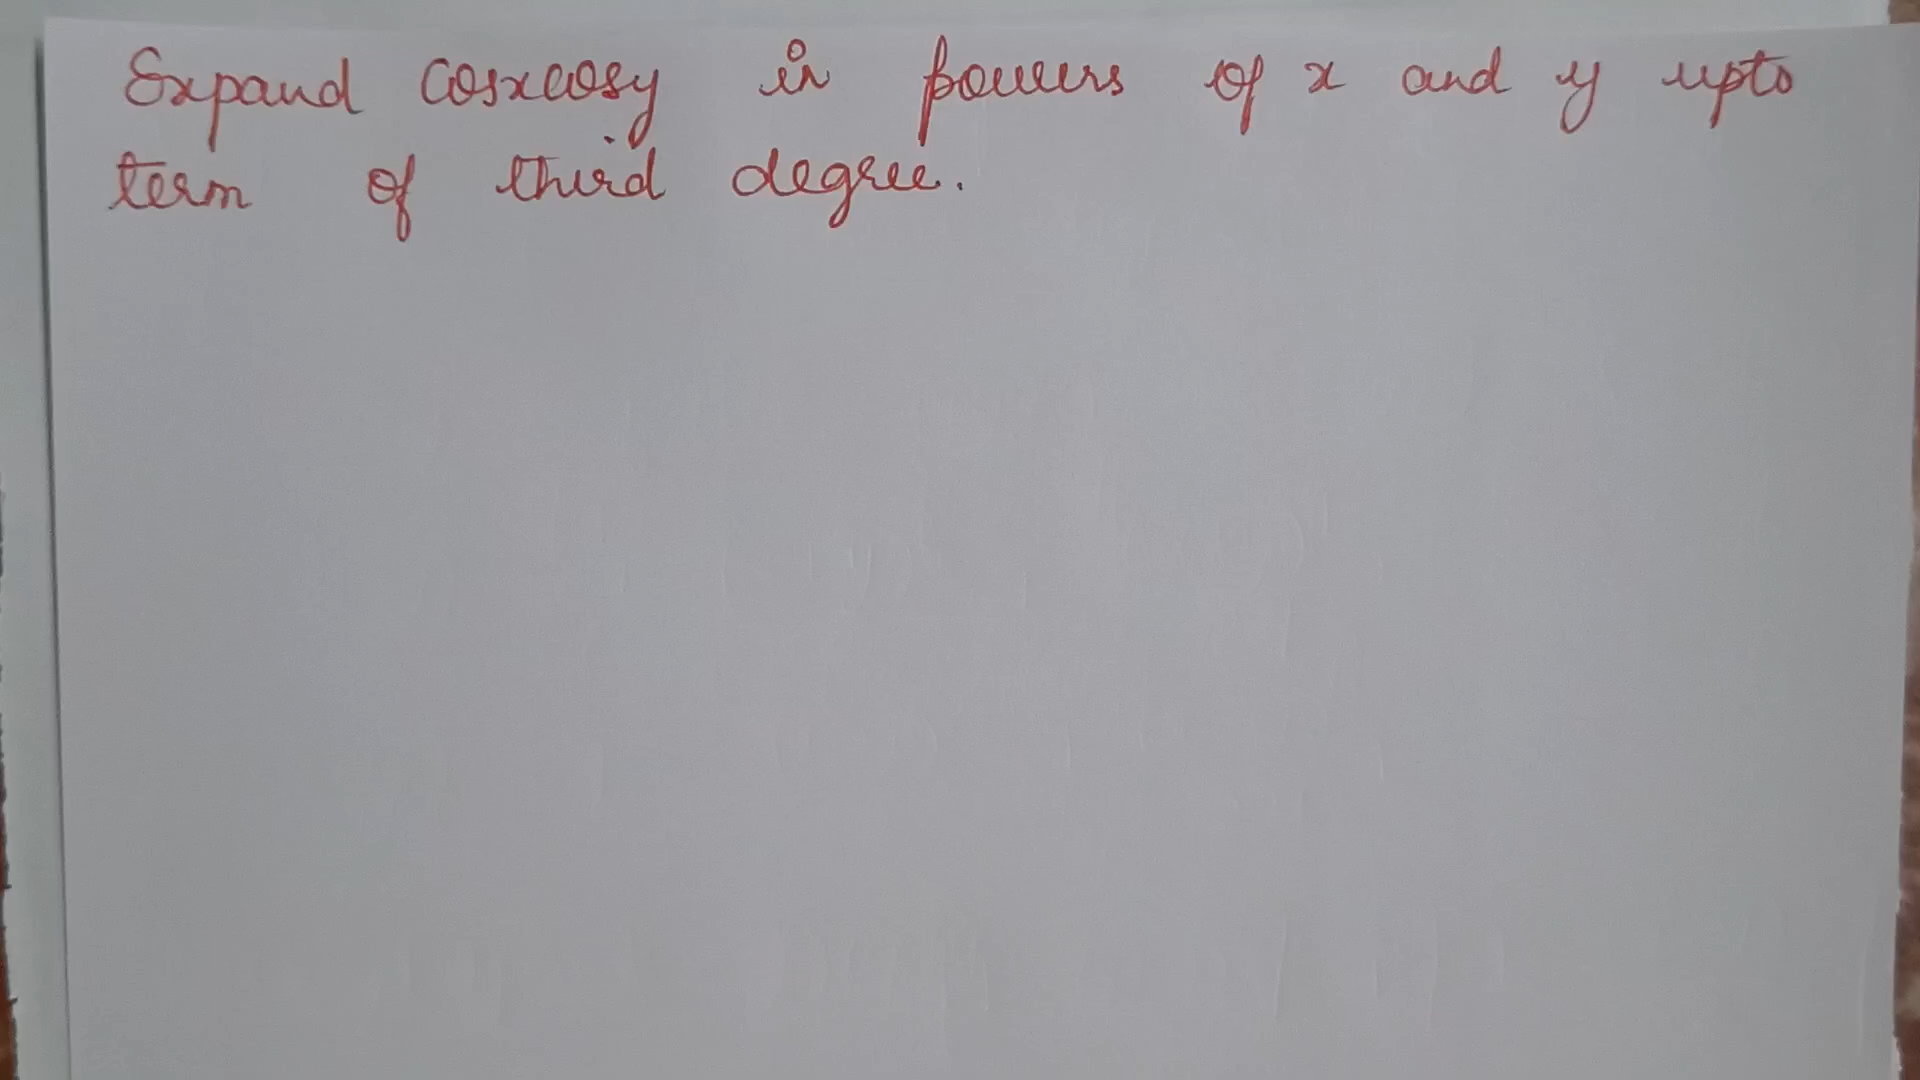 Expand cosxcosy in powers of x and y upto
term of third degree.